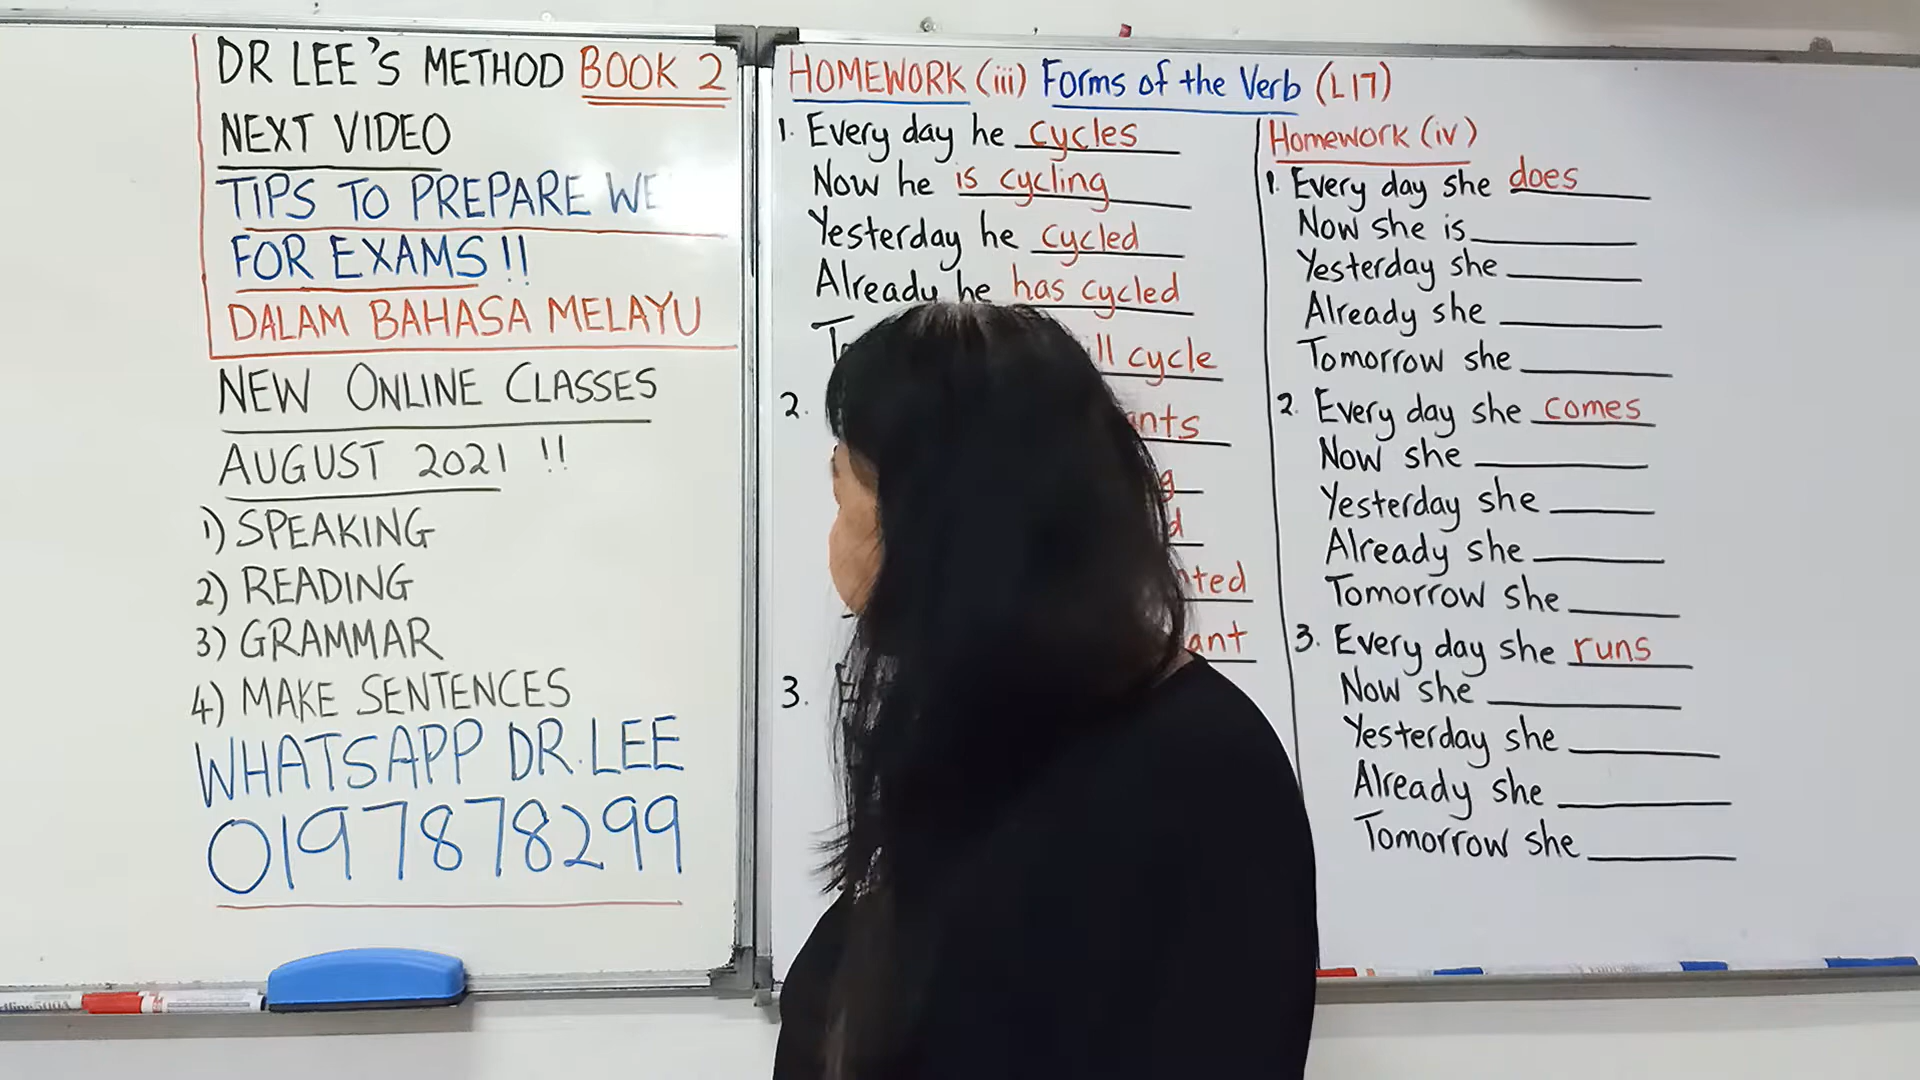 DR LEE'S METHOD BOOK 2
NEXT VIDEO
TIPS TO PREPARE WE
FOR EXAMS!!
DALAM BAHASA MELAYU
NEW ONLINE CLASSES
AUGUST 2021 !!
1) SPEAKING
2) READING
3) GRAMMAR
4) MAKE SENTENCES
WHATSAPP DR. LEE
0197878299
HOMEWORK (iii) Forms of the Verb (L17)
1. Every day he cycles
Now he is cycling
Yesterday he cycled
Already he has cycled
ll cycle
2. nts
g
d
ted
ant
3.
Homework (iv)
1. Every day she does
Now she is
Yesterday she
Already she
Tomorrow she
2. Every day she comes
Now she
Yesterday she
Already she
Tomorrow she
3. Every day she runs
Now she
Yesterday she
Already she
Tomorrow she